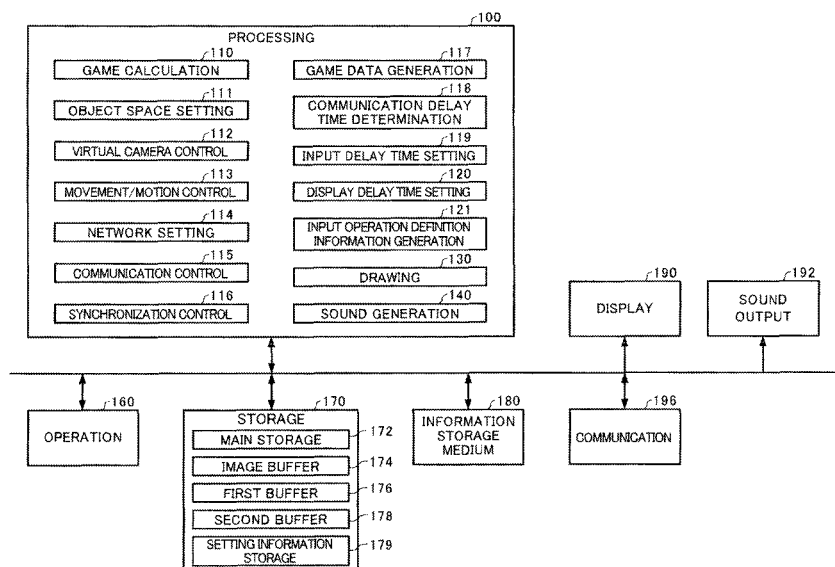 100
PROCESSING
110
GAME CALCULATION
111
OBJECT SPACE SETTING
112
VIRTUAL CAMERA CONTROL
113
MOVEMENT/MOTION CONTROL
114
NETWORK SETTING
115
COMMUNICATION CONTROL
116
SYNCHRONIZATION CONTROL
117
GAME DATA GENERATION
118
COMMUNICATION DELAY
TIME DETERMINATION
119
INPUT DELAY TIME SETTING
120
DISPLAY DELAY TIME SETTING
121
INPUT OPERATION DEFINITION
INFORMATION GENERATION
130
DRAWING
140
SOUND GENERATION
190
DISPLAY
192
SOUND
OUTPUT
160
OPERATION
170
STORAGE
172
MAIN STORAGE
174
IMAGE BUFFER
176
FIRST BUFFER
178
SECOND BUFFER
179
SETTING INFORMATION
STORAGE
180
INFORMATION
STORAGE
MEDIUM
196
COMMUNICATION